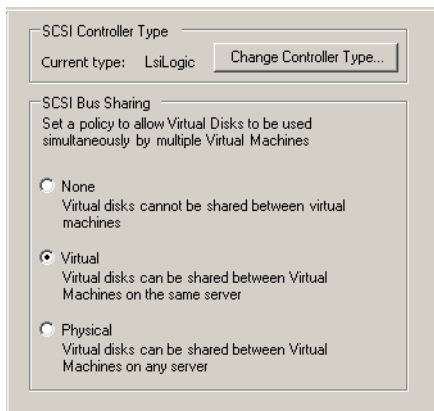 SCSI Controller Type
Current type: LsiLogic Change Controller Type...
SCSI Bus Sharing
Set a policy to allow Virtual Disks to be used
simultaneously by multiple Virtual Machines
None
Virtual disks cannot be shared between virtual
machines
Virtual
Virtual disks can be shared between Virtual
Machines on the same server
Physical
Virtual disks can be shared between Virtual
Machines on any server